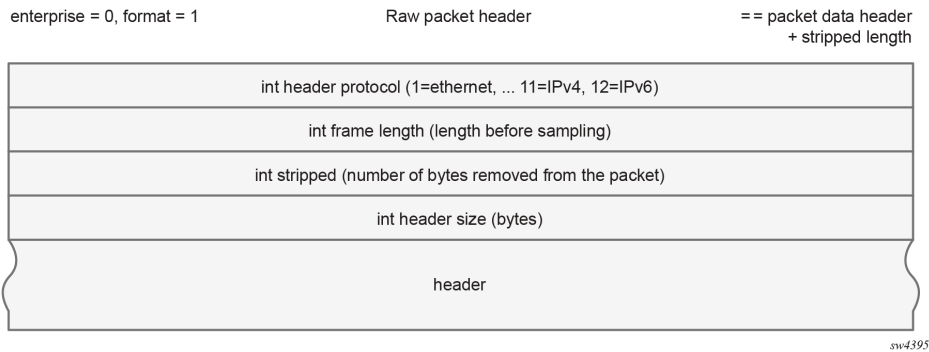 enterprise = 0, format = 1
Raw packet header
== packet data header
+ stripped length
int header protocol (1=ethernet, ... 11=IPv4, 12=IPv6)
int frame length (length before sampling)
int stripped (number of bytes removed from the packet)
int header size (bytes)
header
sw4395